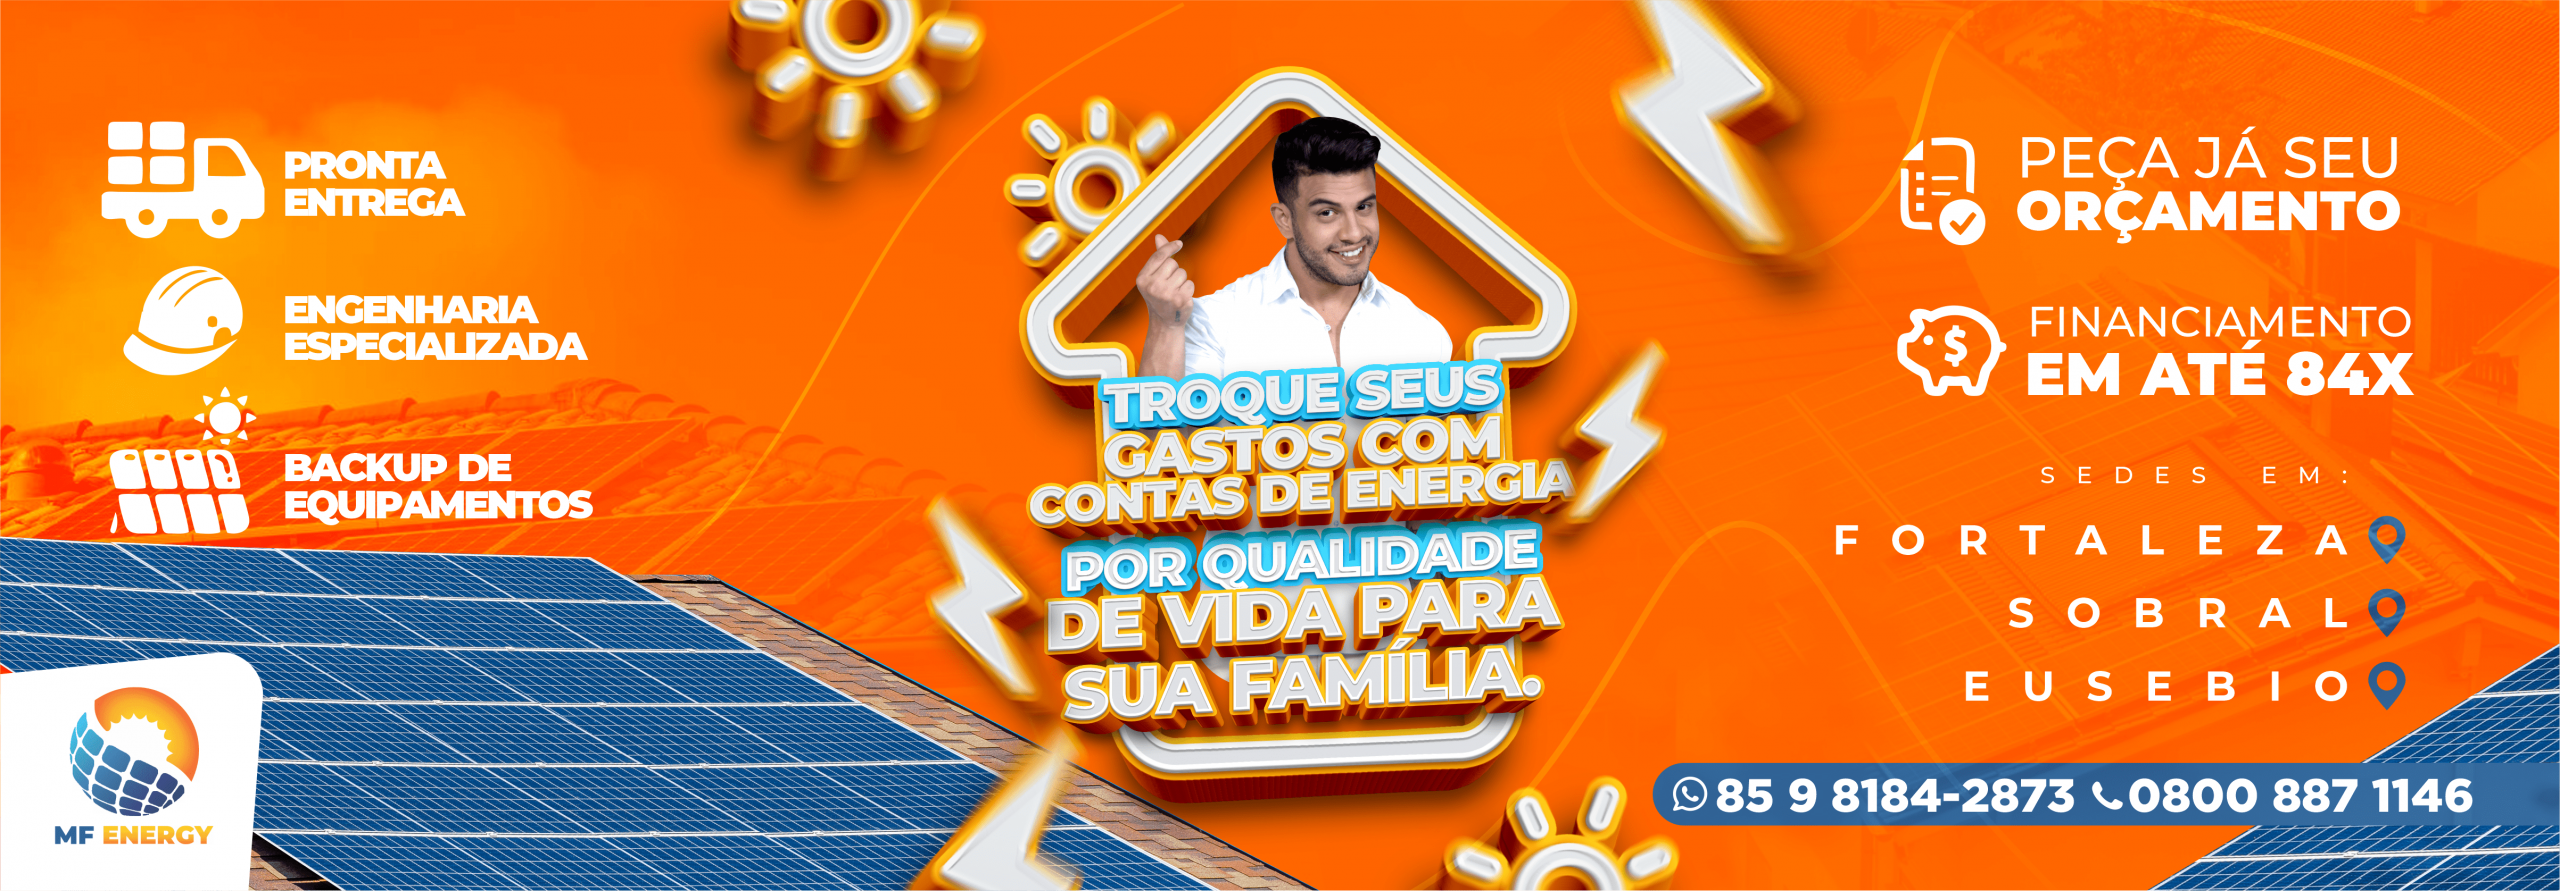 PRONTA
ENTREGA
ENGENHARIA
ESPECIALIZADA
BACKUP DE
EQUIPAMENTOS
MF ENERGY
TROQUE SEUS
GASTOS COM
CONTAS DE ENERGIA
POR QUALIDADE
DE VIDA PARA
SUA FAMÍLIA.
PEÇA JÁ SEU
ORÇAMENTO
$
FINANCIAMENTO
EM ATÉ 84X
SEDES EM:
FORTALEZA
SOBRAL
EUSEBIO
85 9 8184-2873 0800 887 1146